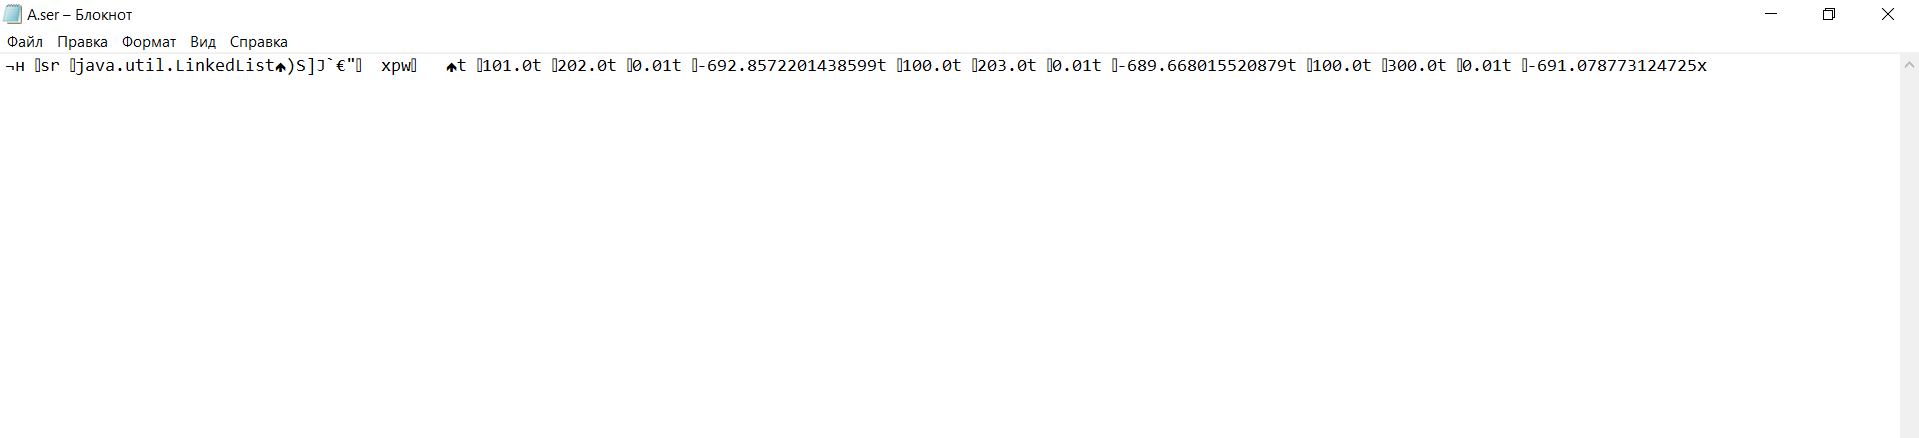 A.ser – Блокнот
Файл Правка Формат Вид Справка
¬н ▯sr ▯java.util.LinkedList♠)S]J`€"▯  xpw▯   ♠t ▯101.0t ▯202.0t ▯0.01t ▯-692.8572201438599t ▯100.0t ▯203.0t ▯0.01t ▯-689.668015520879t ▯100.0t ▯300.0t ▯0.01t ▯-691.078773124725x